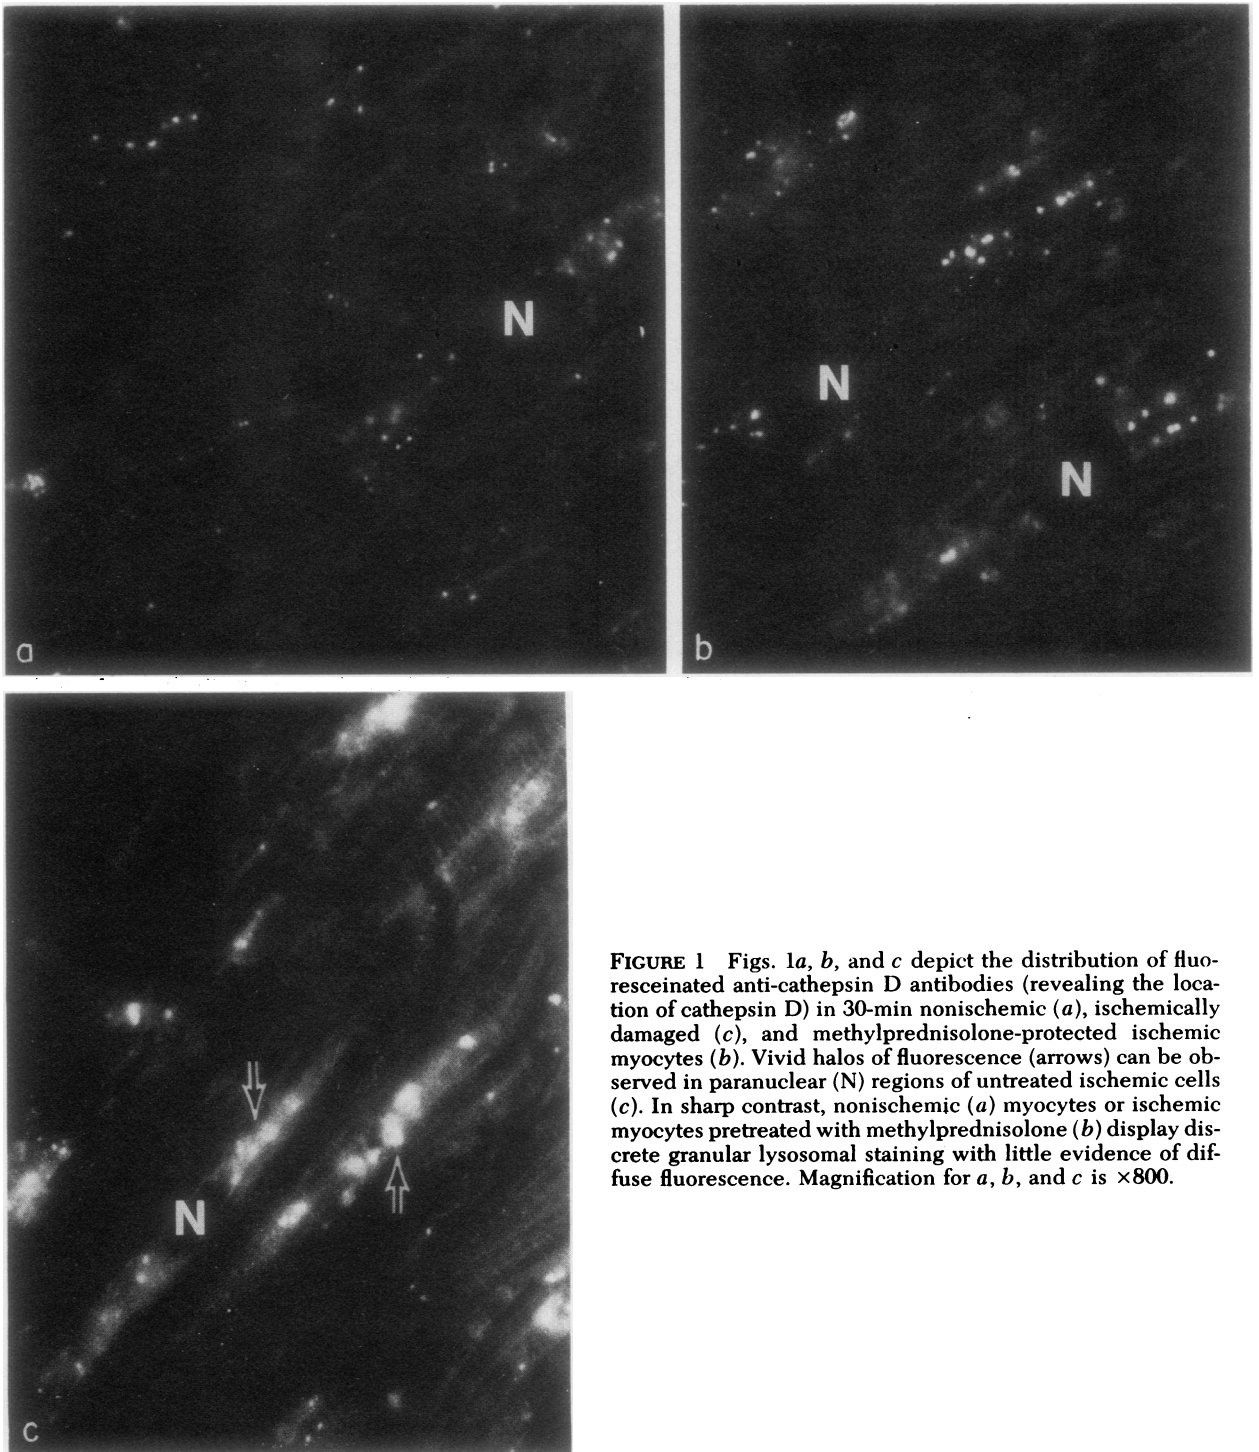 N
a
N
N
b
N
c
FIGURE 1 Figs. 1a, b, and c depict the distribution of fluo-
resceinated anti-cathepsin D antibodies (revealing the loca-
tion of cathepsin D) in 30-min nonischemic (a), ischemically
damaged (c), and methylprednisolone-protected ischemic
myocytes (b). Vivid halos of fluorescence (arrows) can be ob-
served in paranuclear (N) regions of untreated ischemic cells
(c). In sharp contrast, nonischemic (a) myocytes or ischemic
myocytes pretreated with methylprednisolone (b) display dis-
crete granular lysosomal staining with little evidence of dif-
fuse fluorescence. Magnification for a, b, and c is ×800.